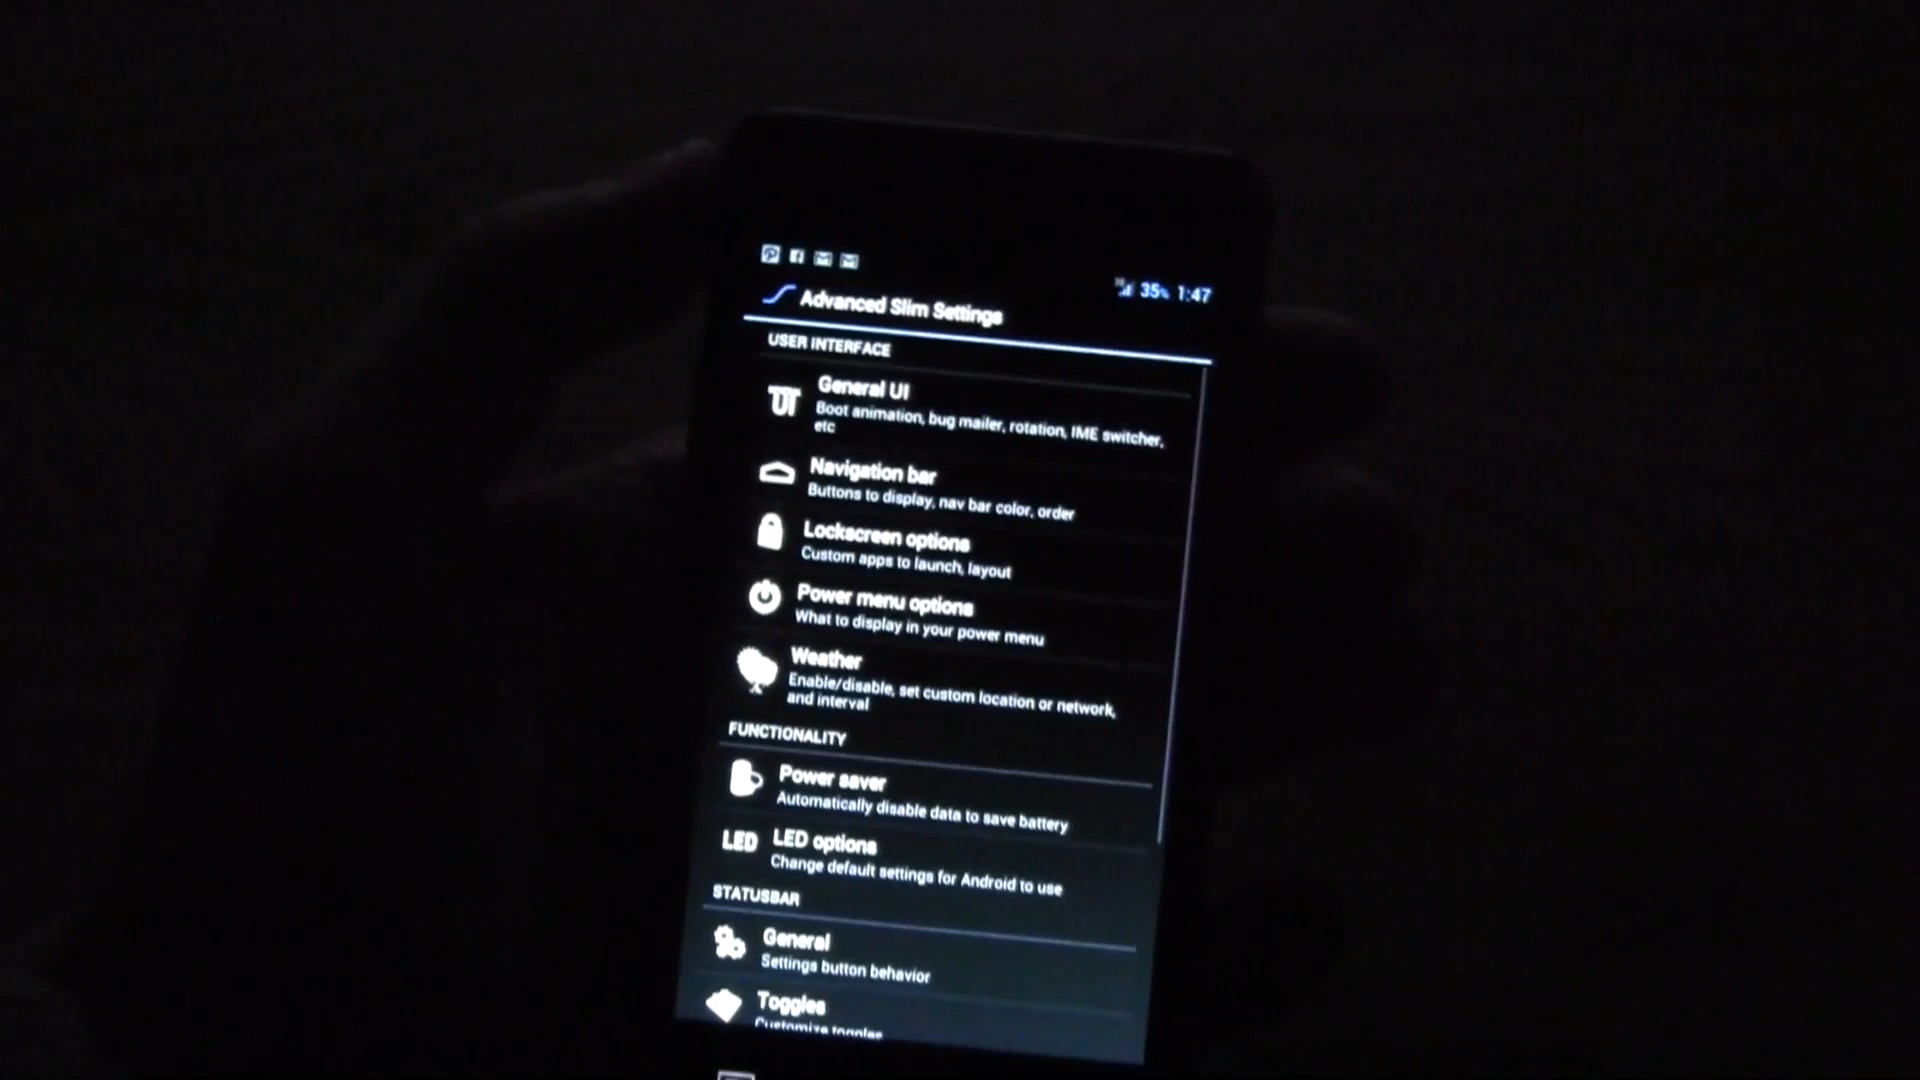 35% 1:47
Advanced Slim Settings
USER INTERFACE
General UI
Boot animation, bug mailer, rotation, IME switcher,
etc
Navigation bar
Buttons to display, nav bar color, order
Lockscreen options
Custom apps to launch, layout
Power menu options
What to display in your power menu
Weather
Enable/disable, set custom location or network,
and interval
FUNCTIONALITY
Power saver
Automatically disable data to save battery
LED
LED options
Change default settings for Android to use
STATUSBAR
General
Settings button behavior
Toggles
Customize toggles